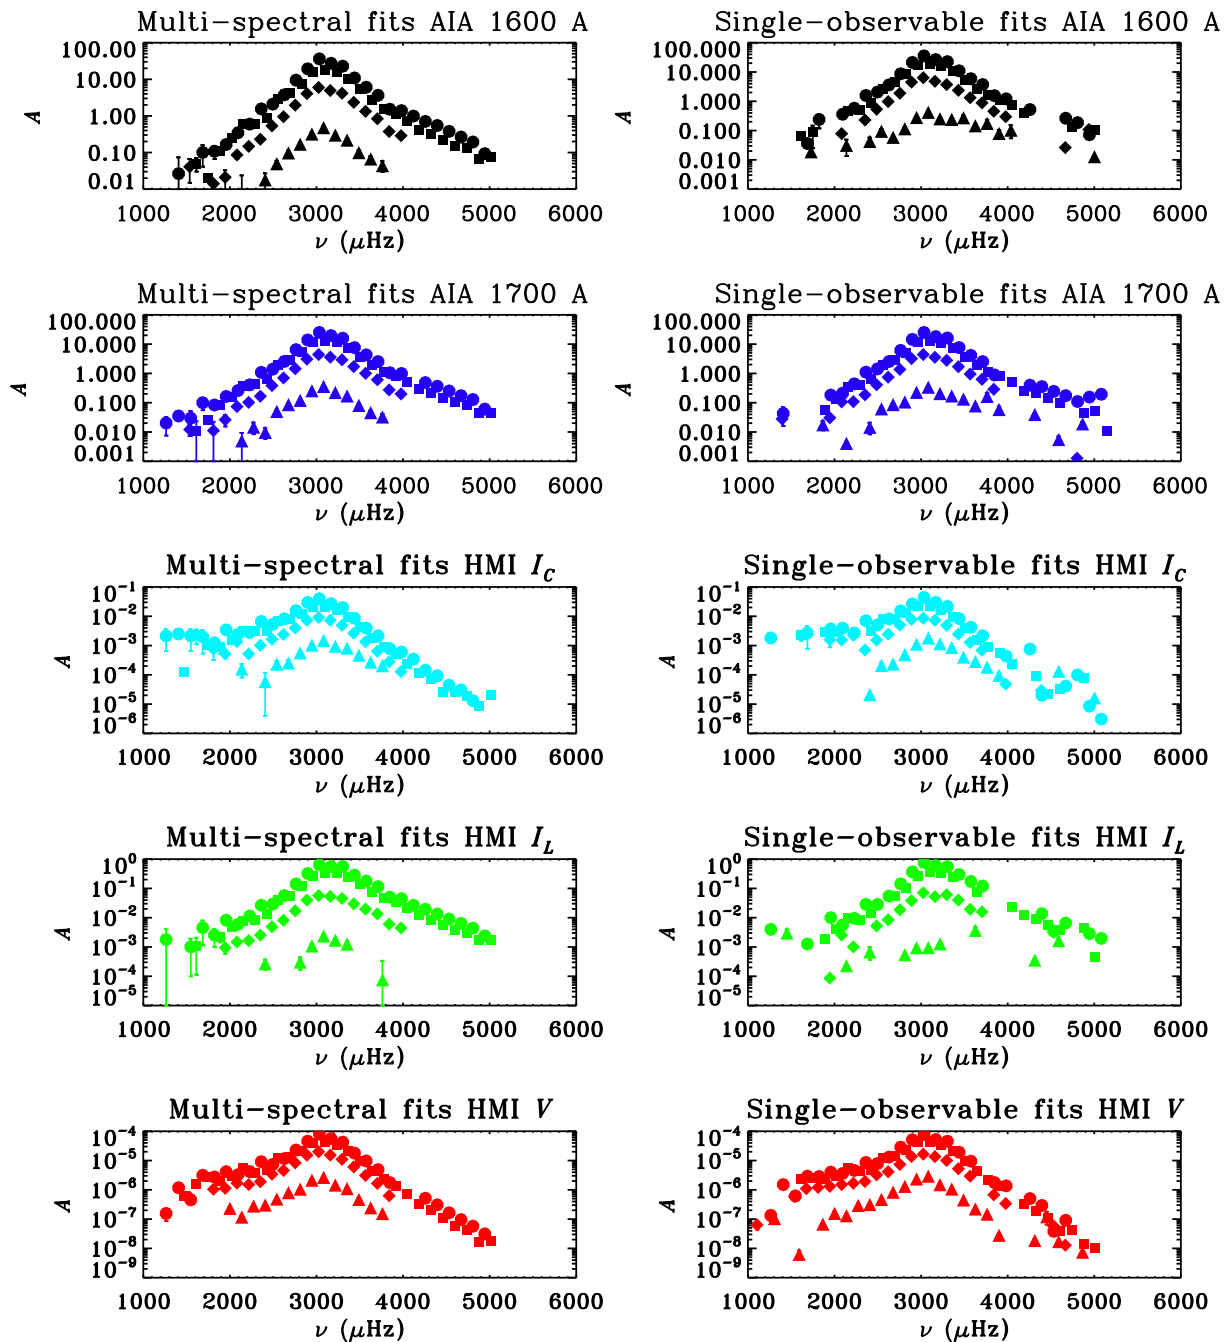 Multi-spectral fits AIA 1600 A
Single-observable fits AIA 1600 A
A
100.00
10.00
1.00
0.10
0.01
1000 2000 3000 4000 5000 6000
ν (μHz)
A
100.000
10.000
1.000
0.100
0.010
0.001
1000 2000 3000 4000 5000 6000
ν (μHz)
Multi-spectral fits AIA 1700 A
Single-observable fits AIA 1700 A
A
100.000
10.000
1.000
0.100
0.010
0.001
1000 2000 3000 4000 5000 6000
ν (μHz)
A
100.000
10.000
1.000
0.100
0.010
0.001
1000 2000 3000 4000 5000 6000
ν (μHz)
Multi-spectral fits HMI I_C
Single-observable fits HMI I_C
A
10⁻¹
10⁻²
10⁻³
10⁻⁴
10⁻⁵
10⁻⁶
1000 2000 3000 4000 5000 6000
ν (μHz)
A
10⁻¹
10⁻²
10⁻³
10⁻⁴
10⁻⁵
10⁻⁶
1000 2000 3000 4000 5000 6000
ν (μHz)
Multi-spectral fits HMI I_L
Single-observable fits HMI I_L
A
10⁰
10⁻¹
10⁻²
10⁻³
10⁻⁴
10⁻⁵
1000 2000 3000 4000 5000 6000
ν (μHz)
A
10⁰
10⁻¹
10⁻²
10⁻³
10⁻⁴
10⁻⁵
1000 2000 3000 4000 5000 6000
ν (μHz)
Multi-spectral fits HMI V
Single-observable fits HMI V
A
10⁻⁴
10⁻⁵
10⁻⁶
10⁻⁷
10⁻⁸
10⁻⁹
1000 2000 3000 4000 5000 6000
ν (μHz)
A
10⁻⁴
10⁻⁵
10⁻⁶
10⁻⁷
10⁻⁸
10⁻⁹
1000 2000 3000 4000 5000 6000
ν (μHz)